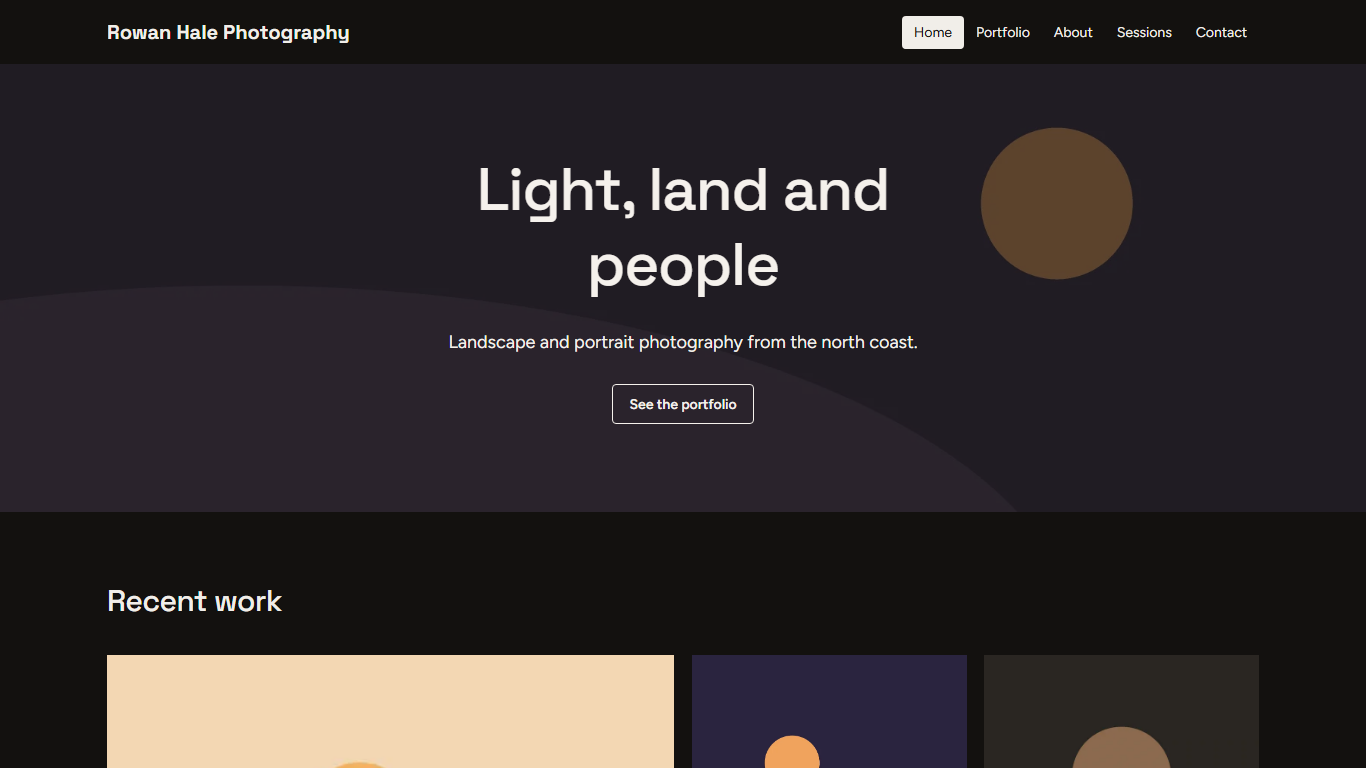 Rowan Hale Photography
Home Portfolio About Sessions Contact
Light, land and
people
Landscape and portrait photography from the north coast.
See the portfolio
Recent work